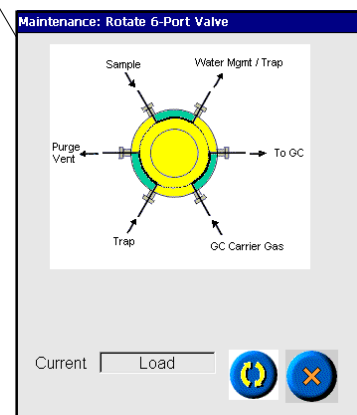 Maintenance: Rotate 6-Port Valve
Sample
Water Mgmt / Trap
Purge
Vent
To GC
Trap
GC Carrier Gas
Current Load